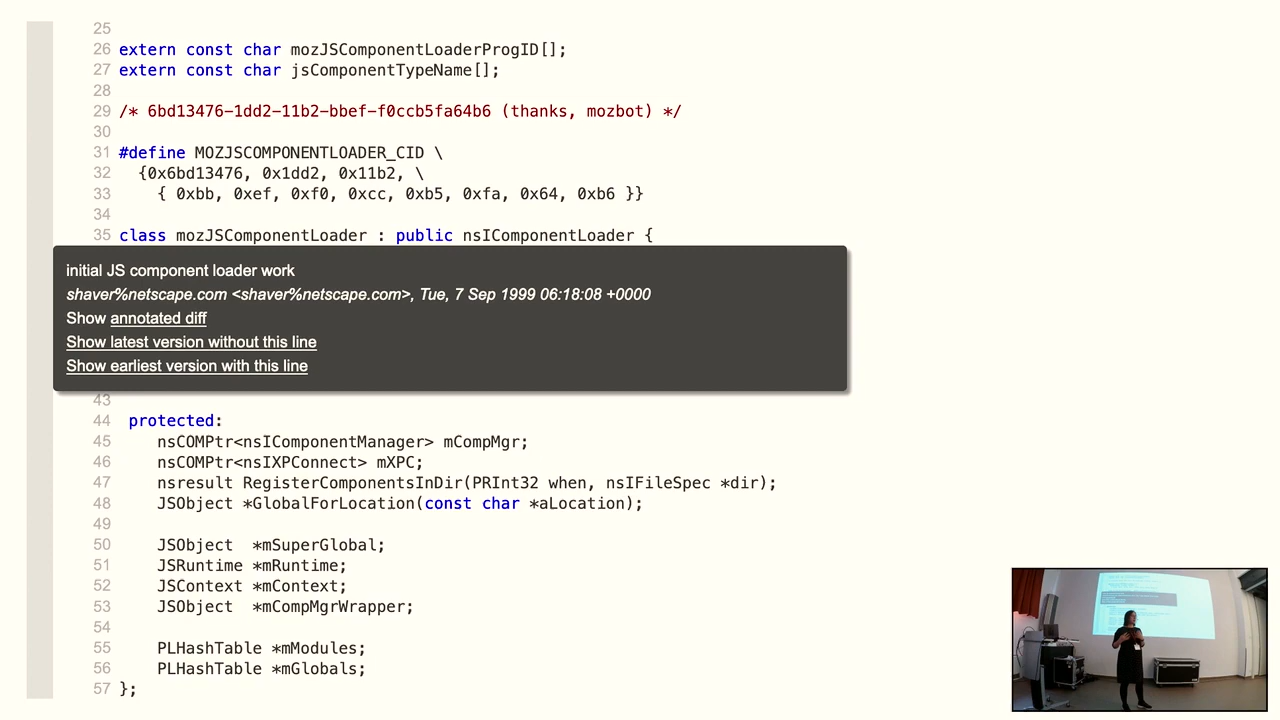 25
26 extern const char mozJSComponentLoaderProgID[];
27 extern const char jsComponentTypeName[];
28
29 /* 6bd13476-1dd2-11b2-bbef-f0ccb5fa64b6 (thanks, mozbot) */
30
31 #define MOZJSCOMPONENTLOADER_CID \
32   {0x6bd13476, 0x1dd2, 0x11b2, \
33     { 0xbb, 0xef, 0xf0, 0xcc, 0xb5, 0xfa, 0x64, 0xb6 }}
34
35 class mozJSComponentLoader : public nsIComponentLoader {
initial JS component loader work
shaver%netscape.com <shaver%netscape.com>, Tue, 7 Sep 1999 06:18:08 +0000
Show annotated diff
Show latest version without this line
Show earliest version with this line
43
44  protected:
45     nsCOMPtr<nsIComponentManager> mCompMgr;
46     nsCOMPtr<nsIXPConnect> mXPC;
47     nsresult RegisterComponentsInDir(PRInt32 when, nsIFileSpec *dir);
48     JSObject *GlobalForLocation(const char *aLocation);
49
50     JSObject  *mSuperGlobal;
51     JSRuntime *mRuntime;
52     JSContext *mContext;
53     JSObject  *mCompMgrWrapper;
54
55     PLHashTable *mModules;
56     PLHashTable *mGlobals;
57 };